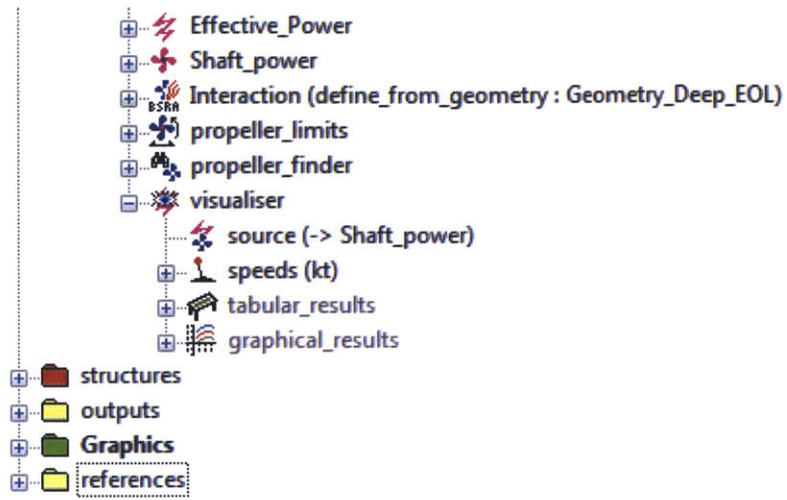 Effective_Power
Shaft_power
BSRA Interaction (define_from_geometry : Geometry_Deep_EOL)
propeller_limits
propeller_finder
visualiser
source (-> Shaft_power)
speeds (kt)
tabular_results
graphical_results
structures
outputs
Graphics
references